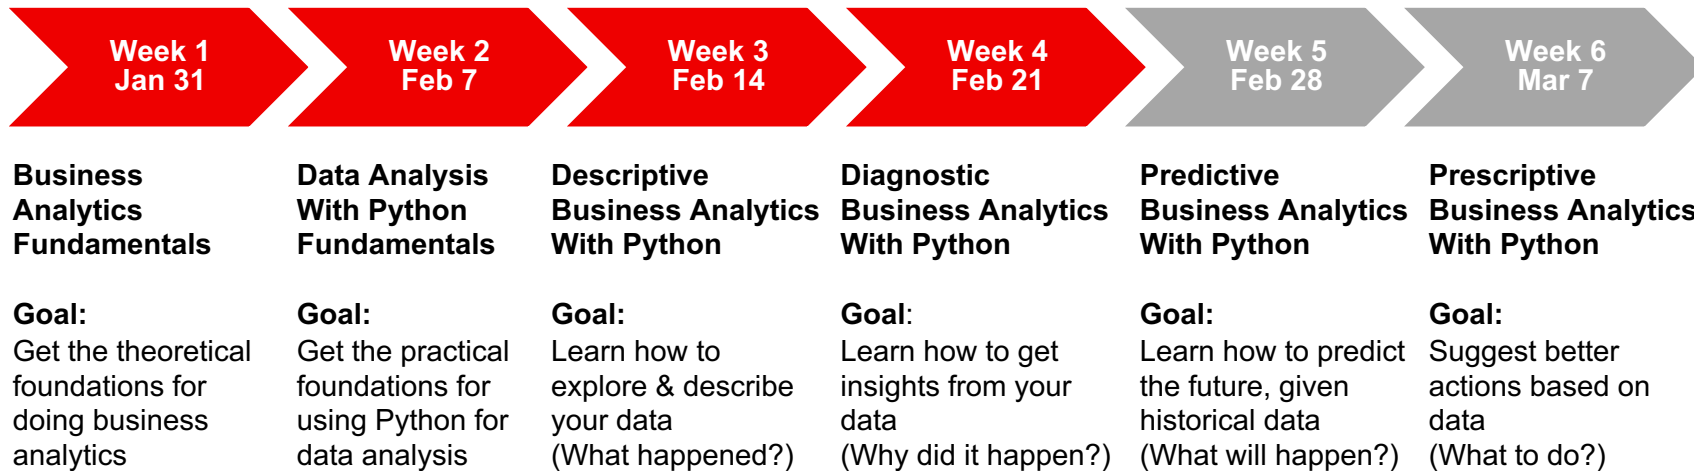 Week 1
Jan 31
Week 2
Feb 7
Week 3
Feb 14
Week 4
Feb 21
Week 5
Feb 28
Week 6
Mar 7
Business
Analytics
Fundamentals
Goal:
Get the theoretical
foundations for
doing business
analytics
Data Analysis
With Python
Fundamentals
Goal:
Get the practical
foundations for
using Python for
data analysis
Descriptive
Business Analytics
With Python
Goal:
Learn how to
explore & describe
your data
(What happened?)
Diagnostic
Business Analytics
With Python
Goal:
Learn how to get
insights from your
data
(Why did it happen?)
Predictive
Business Analytics
With Python
Goal:
Learn how to predict
the future, given
historical data
(What will happen?)
Prescriptive
Business Analytics
With Python
Goal:
Suggest better
actions based on
data
(What to do?)